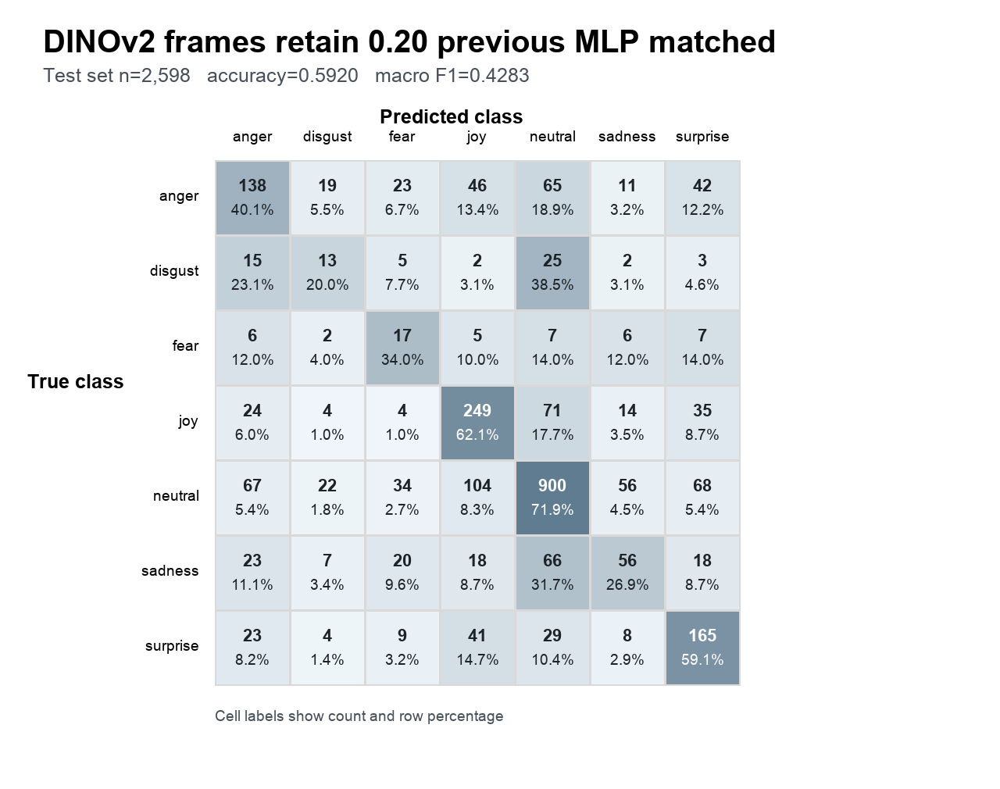 DINOv2 frames retain 0.20 previous MLP matched
Test set n=2,598 accuracy=0.5920 macro F1=0.4283
Predicted class
anger disgust fear joy neutral sadness surprise
anger 138 19 23 46 65 11 42
40.1% 5.5% 6.7% 13.4% 18.9% 3.2% 12.2%
disgust 15 13 5 2 25 2 3
23.1% 20.0% 7.7% 3.1% 38.5% 3.1% 4.6%
fear 6 2 17 5 7 6 7
12.0% 4.0% 34.0% 10.0% 14.0% 12.0% 14.0%
True class
joy 24 4 4 249 71 14 35
6.0% 1.0% 1.0% 62.1% 17.7% 3.5% 8.7%
neutral 67 22 34 104 900 56 68
5.4% 1.8% 2.7% 8.3% 71.9% 4.5% 5.4%
sadness 23 7 20 18 66 56 18
11.1% 3.4% 9.6% 8.7% 31.7% 26.9% 8.7%
surprise 23 4 9 41 29 8 165
8.2% 1.4% 3.2% 14.7% 10.4% 2.9% 59.1%
Cell labels show count and row percentage